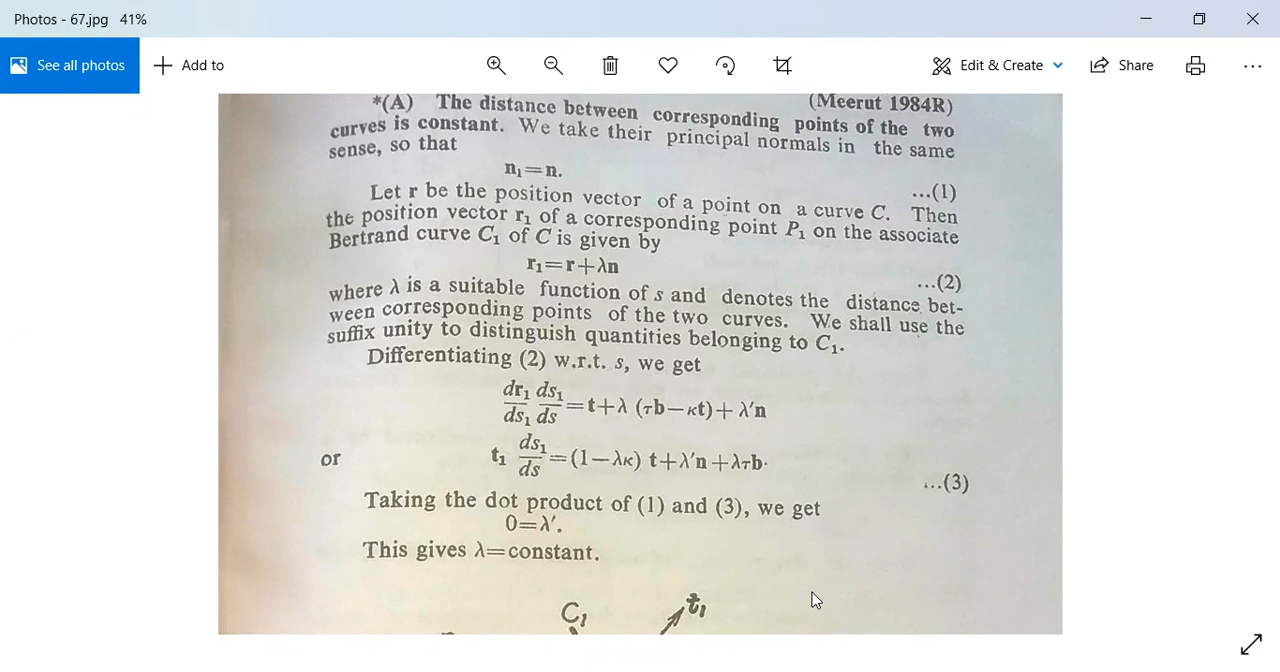 Photos - 67.jpg 41%
See all photos
Add to
Edit & Create
Share
(Meerut 1984R)
*(A) The distance between corresponding points of the two
curves is constant. We take their principal normals in the same
sense, so that
n₁=n. ...(1)
Let r be the position vector of a point on a curve C. Then
the position vector r₁ of a corresponding point P₁ on the associate
Bertrand curve C₁ of C is given by
r₁=r+λn ...(2)
where λ is a suitable function of s and denotes the distance bet-
ween corresponding points of the two curves. We shall use the
suffix unity to distinguish quantities belonging to C₁.
Differentiating (2) w.r.t. s, we get
dr₁/ds₁ ds₁/ds=t+λ (τb−κt)+λ′n
or t₁ ds₁/ds=(1−λκ) t+λ′n+λτb. ...(3)
Taking the dot product of (1) and (3), we get
0=λ′.
This gives λ=constant.
C₁ t₁